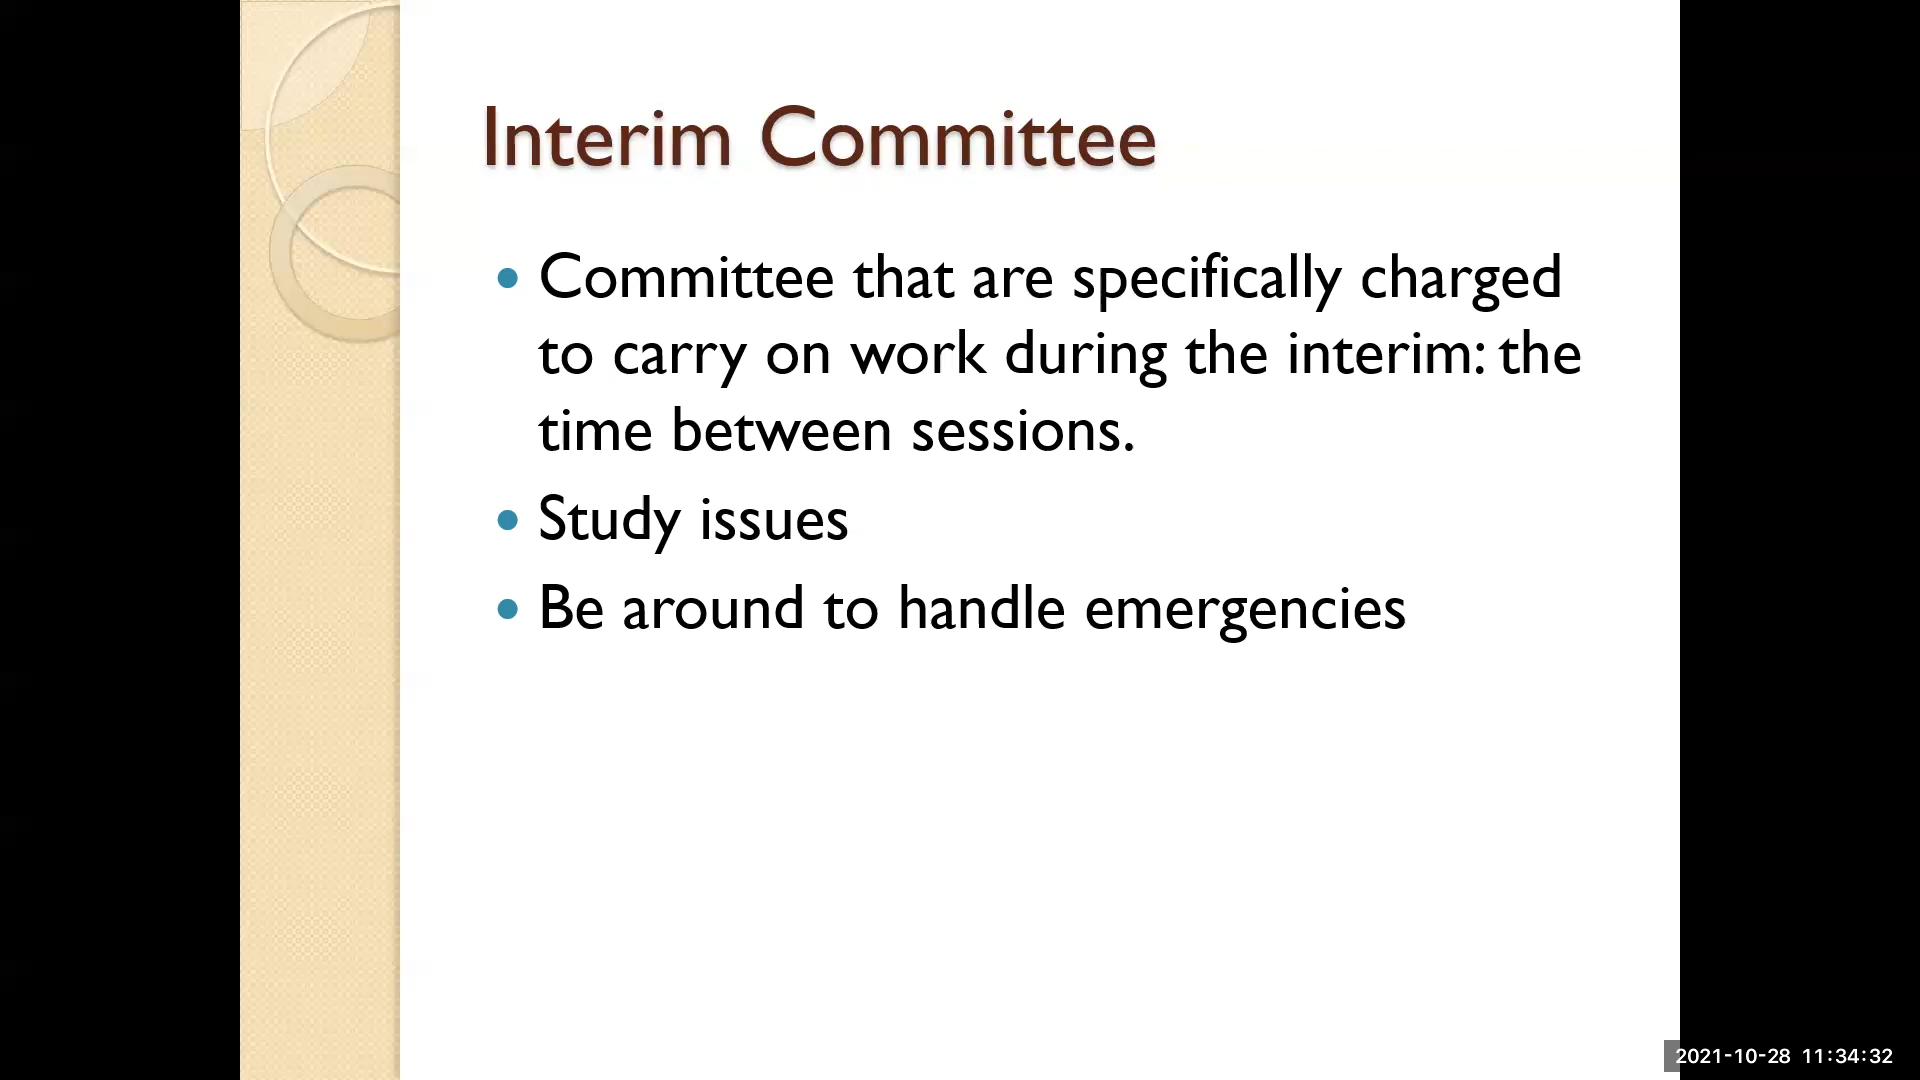 Interim Committee
• Committee that are specifically charged
to carry on work during the interim: the
time between sessions.
• Study issues
• Be around to handle emergencies
2021-10-28 11:34:32